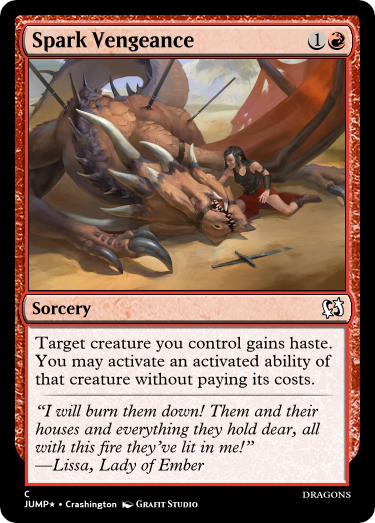 Spark Vengeance 1
Sorcery
Target creature you control gains haste.
You may activate an activated ability of
that creature without paying its costs.
“I will burn them down! Them and their
houses and everything they hold dear, all
with this fire they’ve lit in me!”
—Lissa, Lady of Ember
C
JUMP★ • Crashington Grafit Studio
DRAGONS